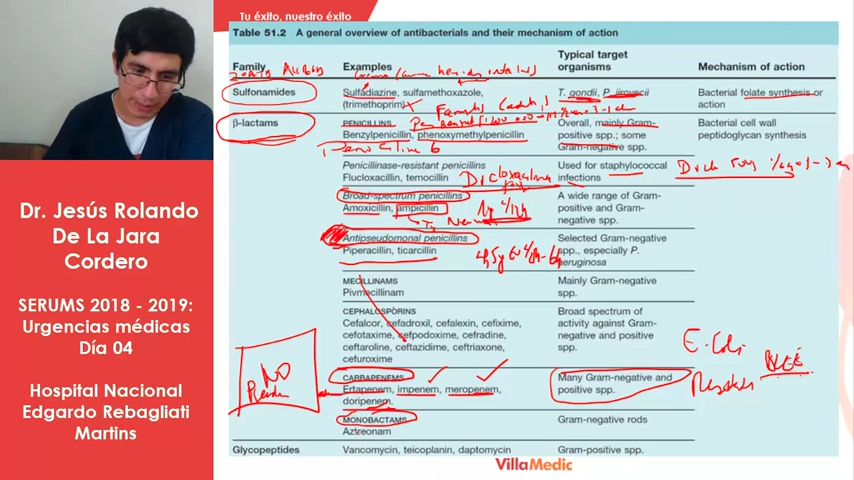 Tu éxito, nuestro éxito
Table 51.2 A general overview of antibacterials and their mechanism of action
Family Examples Typical target organisms Mechanism of action
Sulfonamides Sulfadiazine, sulfamethoxazole, (trimethoprim) T. gondii, P. jirovecii Bacterial folate synthesis or action
β-lactams PENICILLINS Benzylpenicillin, phenoxymethylpenicillin Overall, mainly Gram-positive spp.; some Gram-negative spp. Bacterial cell wall peptidoglycan synthesis
Penicillinase-resistant penicillins Flucloxacillin, temocillin Used for staphylococcal infections
Broad-spectrum penicillins Amoxicillin, ampicillin A wide range of Gram-positive and Gram-negative spp.
Antipseudomonal penicillins Piperacillin, ticarcillin Selected Gram-negative spp., especially P. aeruginosa
MECILLINAMS Pivmecillinam Mainly Gram-negative spp.
CEPHALOSPORINS Cefalcor, cefadroxil, cefalexin, cefixime, cefotaxime, cefpodoxime, cefradine, ceftaroline, ceftazidime, ceftriaxone, cefuroxime Broad spectrum of activity against Gram-negative and positive spp.
CARBAPENEMS Ertapenem, impenem, meropenem, doripenem Many Gram-negative and positive spp.
MONOBACTAMS Aztreonam Gram-negative rods
Glycopeptides Vancomycin, teicoplanin, daptomycin Gram-positive spp.
Dicloxacilina
E. Coli
NO
Dr. Jesús Rolando
De La Jara
Cordero
SERUMS 2018 - 2019:
Urgencias médicas
Día 04
Hospital Nacional
Edgardo Rebagliati
Martins
VillaMedic